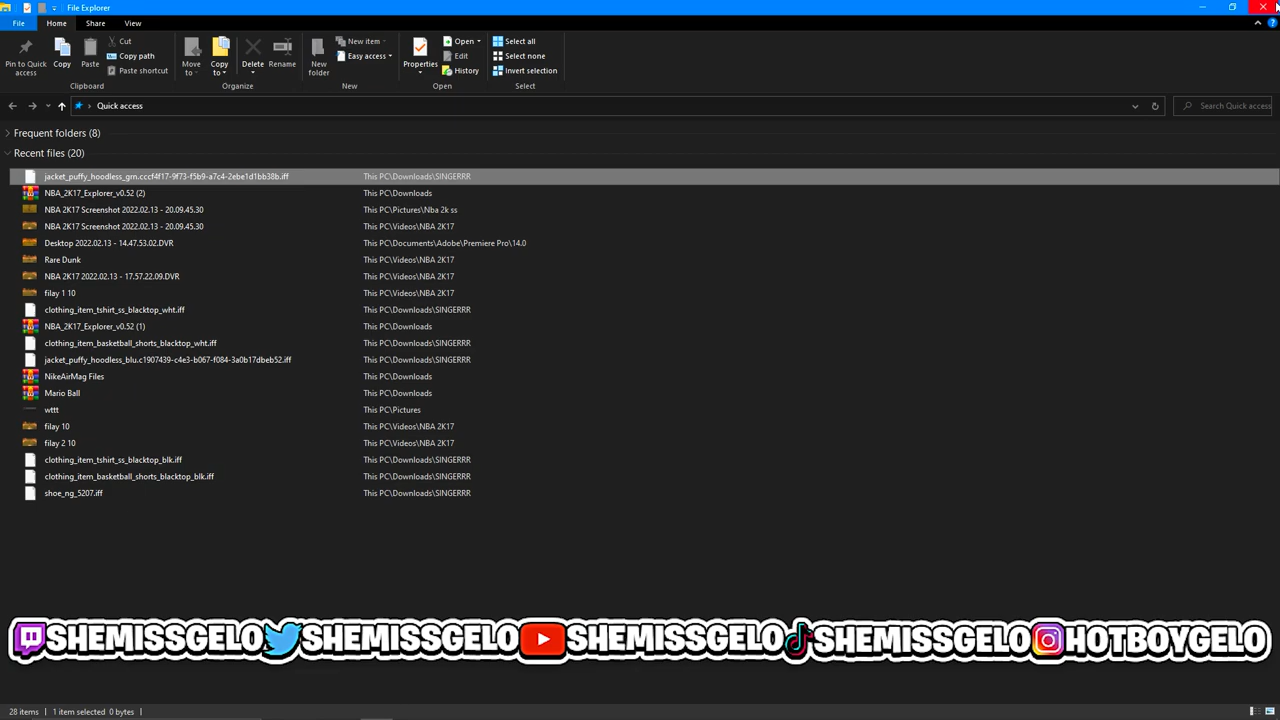 File Explorer
File Home Share View
Pin to Quick access
Copy
Paste
Cut
Copy path
Paste shortcut
Clipboard
Move to
Copy to
Delete
Rename
Organize
New folder
New item
Easy access
New
Properties
Open
Edit
History
Open
Select all
Select none
Invert selection
Select
Quick access
Search Quick access
Frequent folders (8)
Recent files (20)
jacket_puffy_hoodless_grn.cccf4f17-9f73-f5b9-a7c4-2ebe1d1bb38b.iff This PC\Downloads\SINGERRR
NBA_2K17_Explorer_v0.52 (2) This PC\Downloads
NBA 2K17 Screenshot 2022.02.13 - 20.09.45.30 This PC\Pictures\Nba 2k ss
NBA 2K17 Screenshot 2022.02.13 - 20.09.45.30 This PC\Videos\NBA 2K17
Desktop 2022.02.13 - 14.47.53.02.DVR This PC\Documents\Adobe\Premiere Pro\14.0
Rare Dunk This PC\Videos\NBA 2K17
NBA 2K17 2022.02.13 - 17.57.22.09.DVR This PC\Videos\NBA 2K17
filay 1 10 This PC\Videos\NBA 2K17
clothing_item_tshirt_ss_blacktop_wht.iff This PC\Downloads\SINGERRR
NBA_2K17_Explorer_v0.52 (1) This PC\Downloads
clothing_item_basketball_shorts_blacktop_wht.iff This PC\Downloads\SINGERRR
jacket_puffy_hoodless_blu.c1907439-c4e3-b067-f084-3a0b17dbeb52.iff This PC\Downloads\SINGERRR
NikeAirMag Files This PC\Downloads
Mario Ball This PC\Downloads
wttt This PC\Pictures
filay 10 This PC\Videos\NBA 2K17
filay 2 10 This PC\Videos\NBA 2K17
clothing_item_tshirt_ss_blacktop_blk.iff This PC\Downloads\SINGERRR
clothing_item_basketball_shorts_blacktop_blk.iff This PC\Downloads\SINGERRR
shoe_ng_5207.iff This PC\Downloads\SINGERRR
SHEMISSGELO SHEMISSGELO SHEMISSGELO SHEMISSGELO HOTBOYGELO
28 items 1 item selected 0 bytes